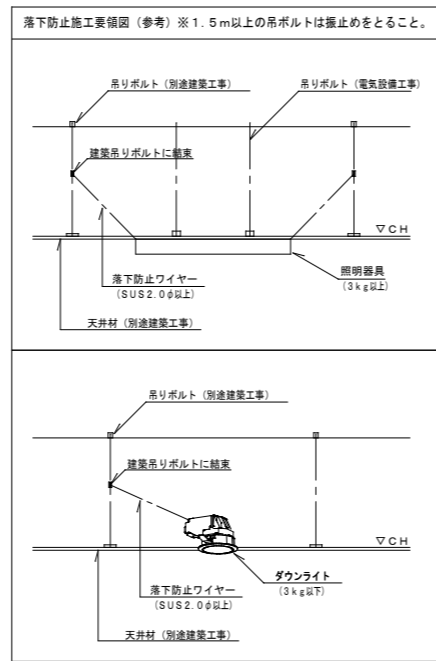 落下防止施工要領図（参考）※１．５ｍ以上の吊ボルトは振止めをとること。
吊りボルト（別途建築工事）
吊りボルト（電気設備工事）
建築吊りボルトに結束
▽ＣＨ
落下防止ワイヤー
（ＳＵＳ２.０φ以上）
照明器具
（３ｋｇ以上）
天井材（別途建築工事）
吊りボルト（別途建築工事）
建築吊りボルトに結束
▽ＣＨ
落下防止ワイヤー
（ＳＵＳ２.０φ以上）
ダウンライト
（３ｋｇ以下）
天井材（別途建築工事）